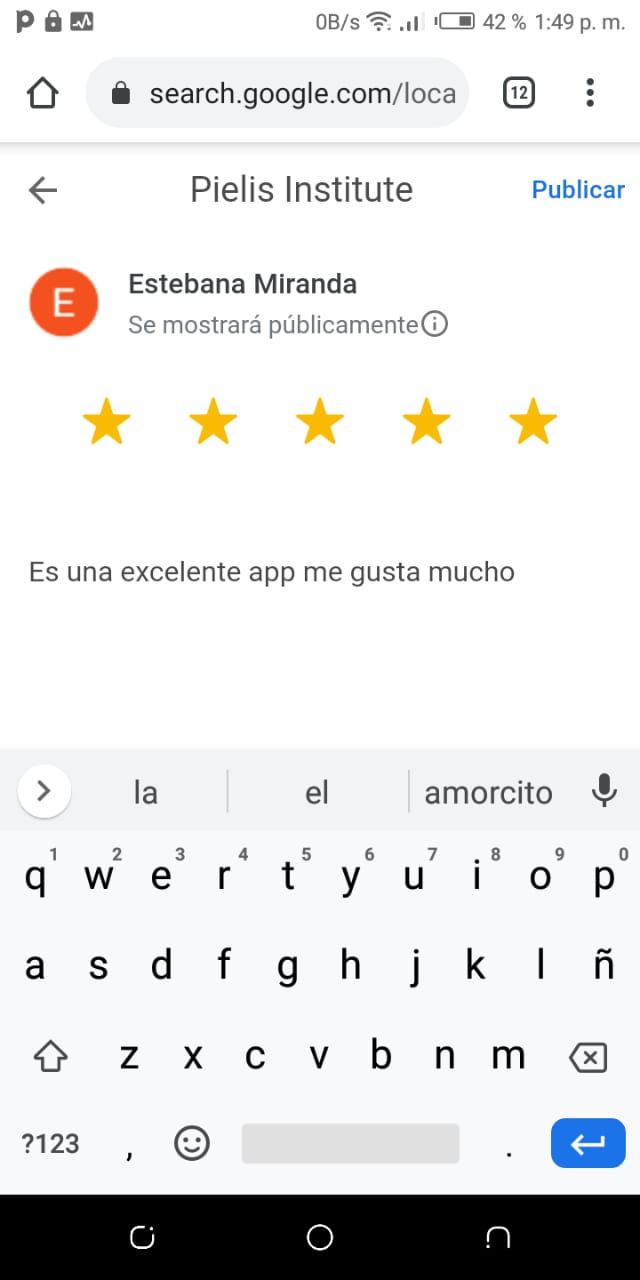 0B/s 42 % 1:49 p. m.
search.google.com/loca 12
Pielis Institute Publicar
E Estebana Miranda
Se mostrará públicamente
Es una excelente app me gusta mucho
la el amorcito
1 2 3 4 5 6 7 8 9 0
q w e r t y u i o p
a s d f g h j k l ñ
z x c v b n m
?123 , .